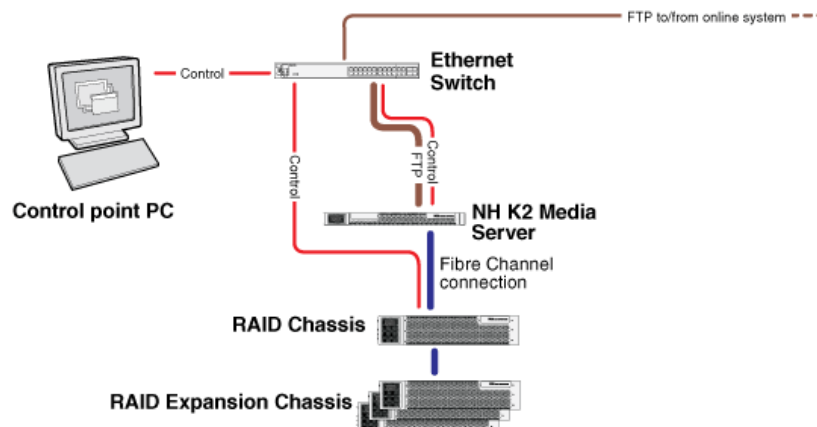 FTP to/from online system
Ethernet
Switch
Control
Control
FTP
Control
Control point PC
NH K2 Media
Server
Fibre Channel
connection
RAID Chassis
RAID Expansion Chassis